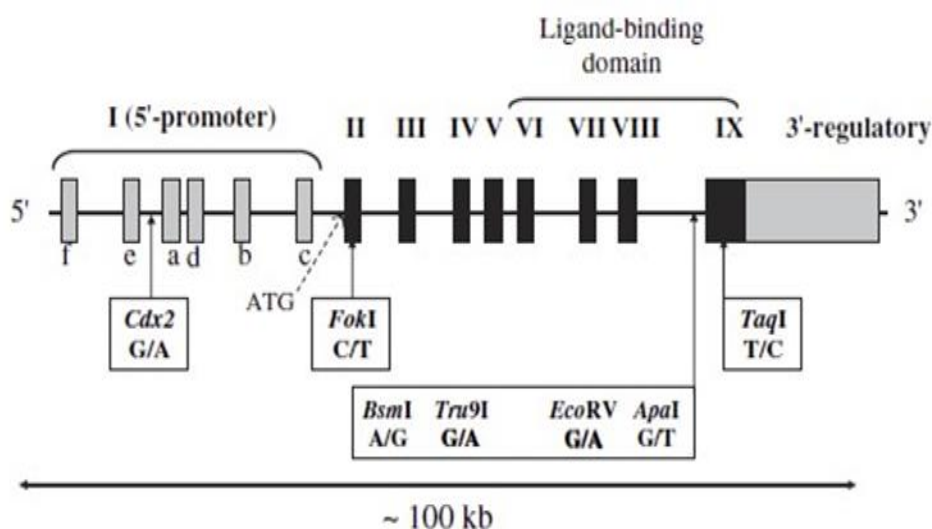 Ligand-binding
domain
I (5'-promoter)
II III IV V VI VII VIII IX 3'-regulatory
5' 3'
f e a d b c
ATG
Cdx2
G/A
FokI
C/T
TaqI
T/C
BsmI Tru9I EcoRV ApaI
A/G G/A G/A G/T
~ 100 kb